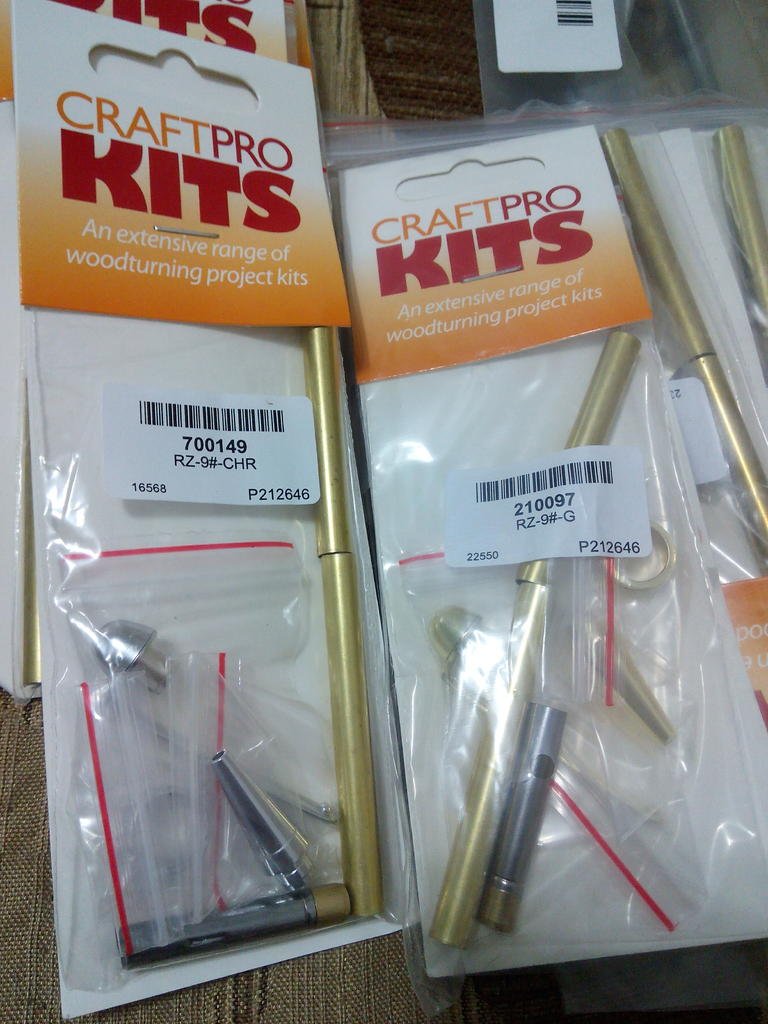 KITS
CRAFTPRO
KITS
An extensive range of
woodturning project kits
700149
RZ-9#-CHR
16568
P212646
CRAFTPRO
KITS
An extensive range of
woodturning project kits
210097
RZ-9#-G
22550
P212646